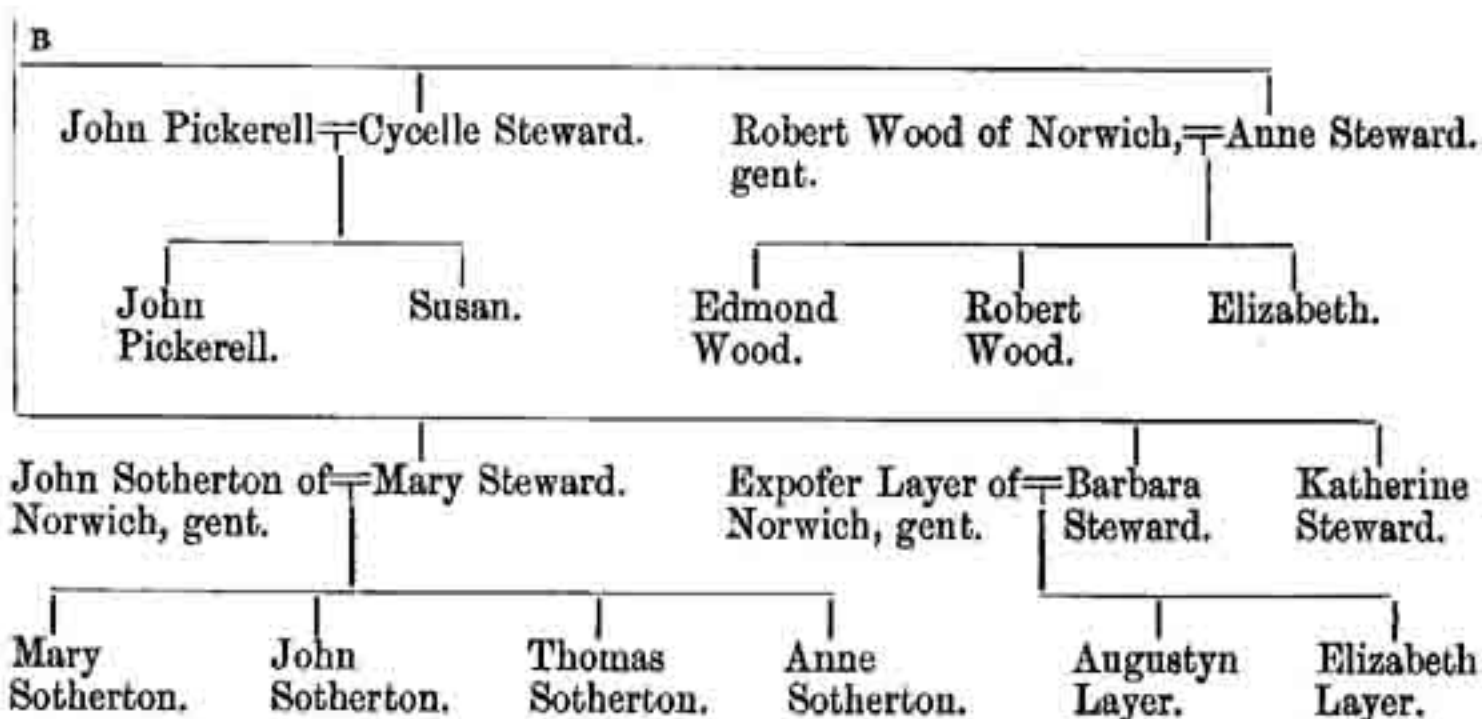 B
John Pickerell=Cycelle Steward.
Robert Wood of Norwich,=Anne Steward.
gent.
John
Pickerell.
Susan.
Edmond
Wood.
Robert
Wood.
Elizabeth.
John Sotherton of=Mary Steward.
Norwich, gent.
Expofer Layer of=Barbara
Norwich, gent. Steward.
Katherine
Steward.
Mary
Sotherton.
John
Sotherton.
Thomas
Sotherton.
Anne
Sotherton.
Augustyn
Layer.
Elizabeth
Layer.